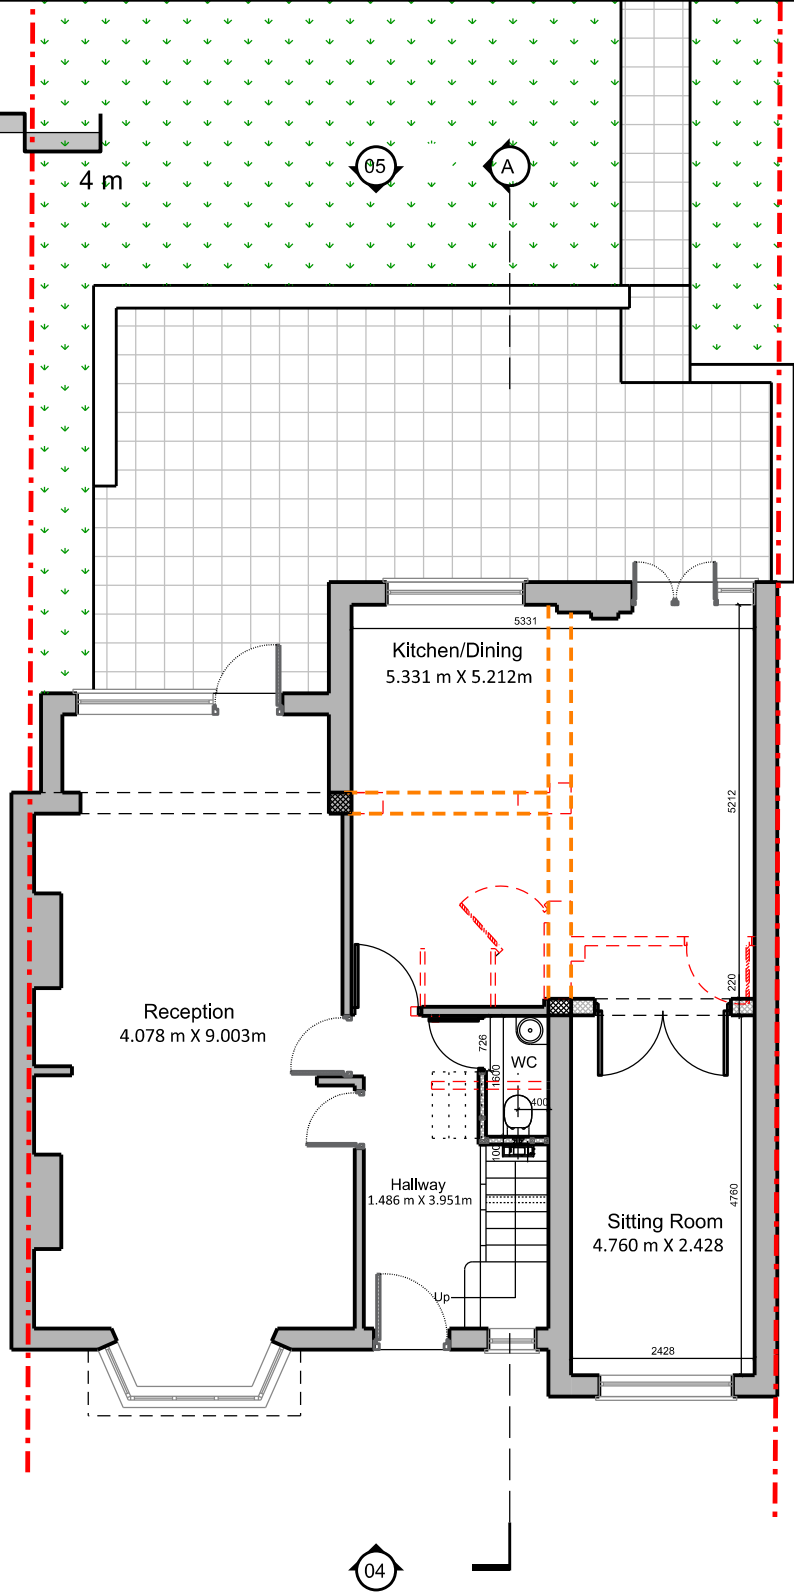 05
A
4 m
5331
Kitchen/Dining
5.331 m X 5.212m
5212
220
Reception
4.078 m X 9.003m
726
WC
1600
400
100
Hallway
1.486 m X 3.951m
4760
Sitting Room
4.760 m X 2.428
Up
2428
04